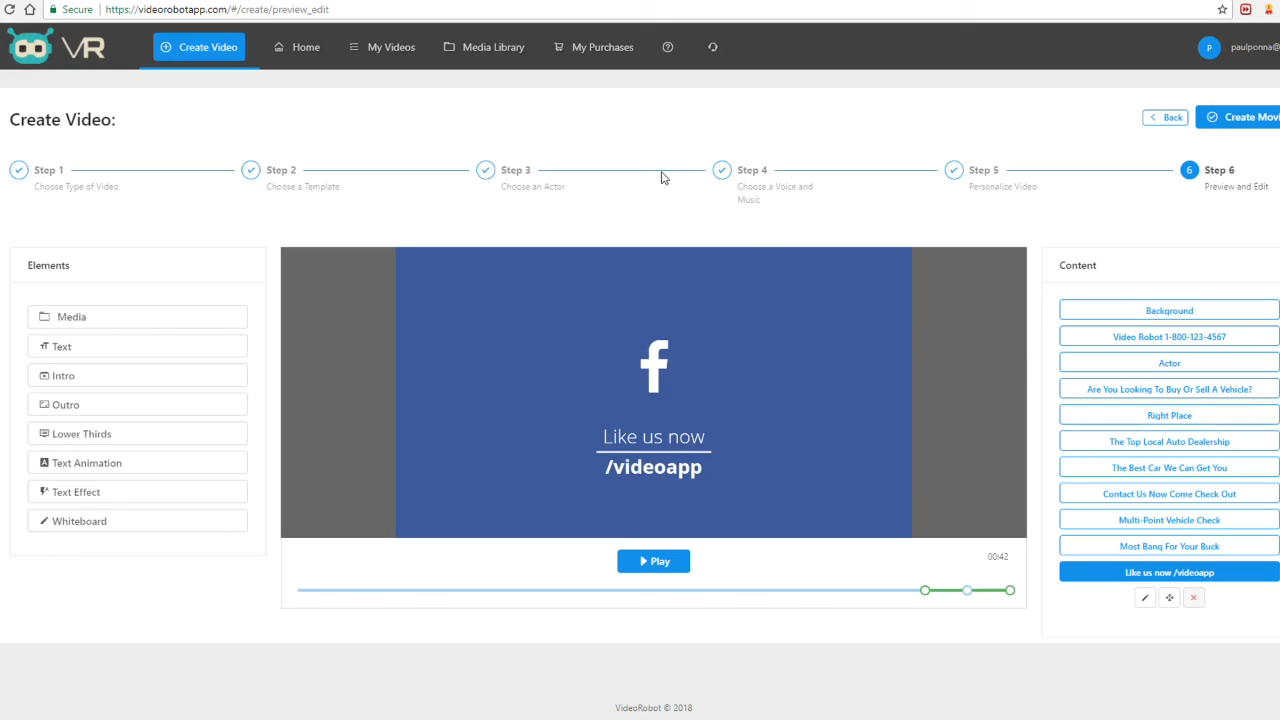 Secure https://videorobotapp.com/#/create/preview_edit
VR
Create Video
Home
My Videos
Media Library
My Purchases
P
paulponna@
Create Video:
Back
Create Movi
Step 1
Choose Type of Video
Step 2
Choose a Template
Step 3
Choose an Actor
Step 4
Choose a Voice and
Music
Step 5
Personalize Video
6
Step 6
Preview and Edit
Elements
Media
Text
Intro
Outro
Lower Thirds
Text Animation
Text Effect
Whiteboard
Like us now
/videoapp
Play
00:42
Content
Background
Video Robot 1-800-123-4567
Actor
Are You Looking To Buy Or Sell A Vehicle?
Right Place
The Top Local Auto Dealership
The Best Car We Can Get You
Contact Us Now Come Check Out
Multi-Point Vehicle Check
Most Bang For Your Buck
Like us now /videoapp
VideoRobot © 2018